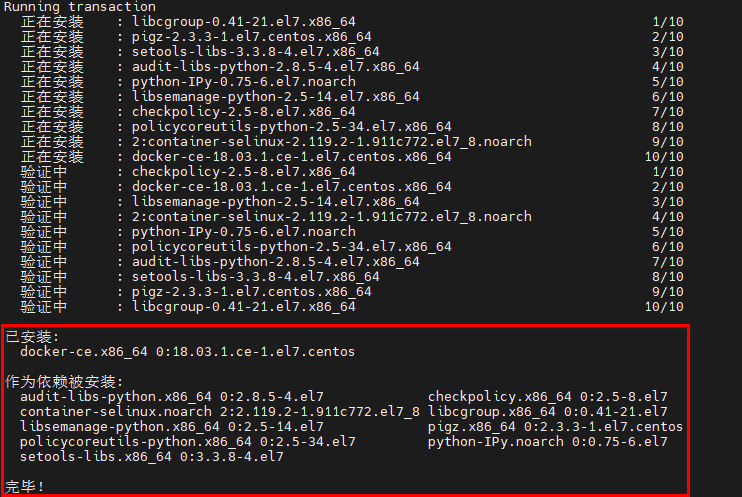 Running transaction
正在安装    : libcgroup-0.41-21.el7.x86_64                                     1/10
正在安装    : pigz-2.3.3-1.el7.centos.x86_64                                   2/10
正在安装    : setools-libs-3.3.8-4.el7.x86_64                                  3/10
正在安装    : audit-libs-python-2.8.5-4.el7.x86_64                             4/10
正在安装    : python-IPy-0.75-6.el7.noarch                                     5/10
正在安装    : libsemanage-python-2.5-14.el7.x86_64                             6/10
正在安装    : checkpolicy-2.5-8.el7.x86_64                                     7/10
正在安装    : policycoreutils-python-2.5-34.el7.x86_64                         8/10
正在安装    : 2:container-selinux-2.119.2-1.911c772.el7_8.noarch               9/10
正在安装    : docker-ce-18.03.1.ce-1.el7.centos.x86_64                        10/10
验证中      : checkpolicy-2.5-8.el7.x86_64                                     1/10
验证中      : docker-ce-18.03.1.ce-1.el7.centos.x86_64                         2/10
验证中      : libsemanage-python-2.5-14.el7.x86_64                             3/10
验证中      : 2:container-selinux-2.119.2-1.911c772.el7_8.noarch               4/10
验证中      : python-IPy-0.75-6.el7.noarch                                     5/10
验证中      : policycoreutils-python-2.5-34.el7.x86_64                         6/10
验证中      : audit-libs-python-2.8.5-4.el7.x86_64                             7/10
验证中      : setools-libs-3.3.8-4.el7.x86_64                                  8/10
验证中      : pigz-2.3.3-1.el7.centos.x86_64                                   9/10
验证中      : libcgroup-0.41-21.el7.x86_64                                    10/10
已安装:
docker-ce.x86_64 0:18.03.1.ce-1.el7.centos
作为依赖被安装:
audit-libs-python.x86_64 0:2.8.5-4.el7             checkpolicy.x86_64 0:2.5-8.el7
container-selinux.noarch 2:2.119.2-1.911c772.el7_8 libcgroup.x86_64 0:0.41-21.el7
libsemanage-python.x86_64 0:2.5-14.el7             pigz.x86_64 0:2.3.3-1.el7.centos
policycoreutils-python.x86_64 0:2.5-34.el7         python-IPy.noarch 0:0.75-6.el7
setools-libs.x86_64 0:3.3.8-4.el7
完毕！